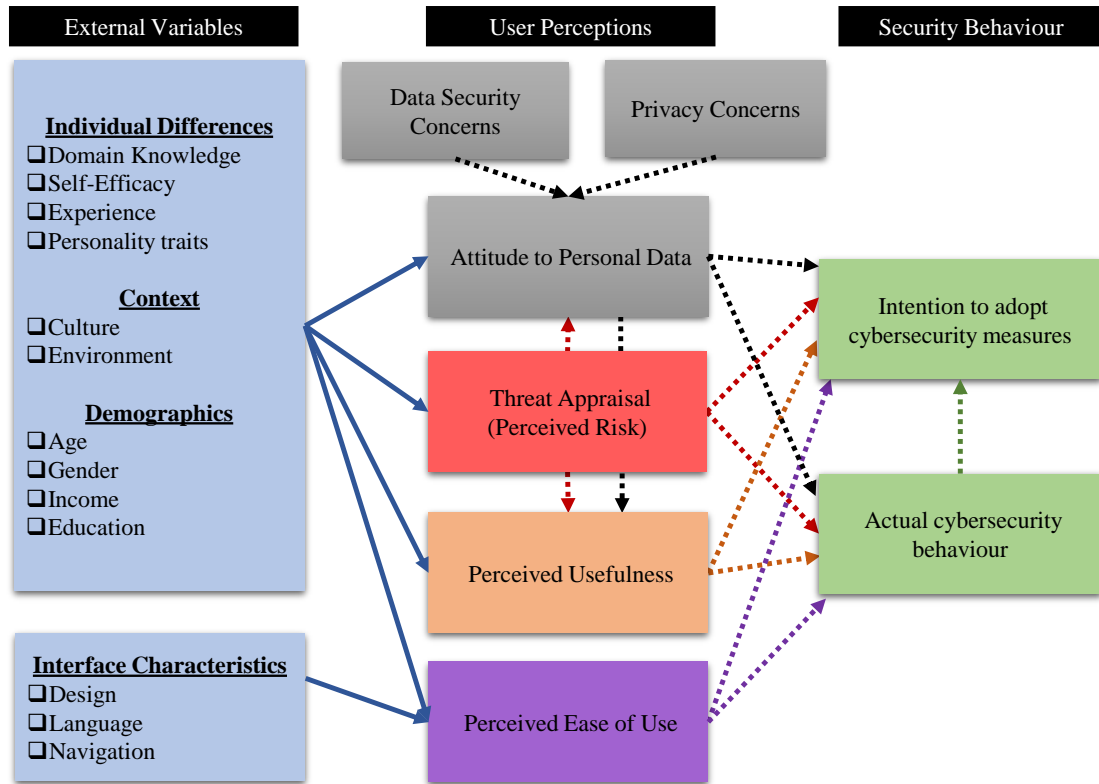 External Variables
User Perceptions
Security Behaviour
Individual Differences
❑Domain Knowledge
❑Self-Efficacy
❑Experience
❑Personality traits
Context
❑Culture
❑Environment
Demographics
❑Age
❑Gender
❑Income
❑Education
Interface Characteristics
❑Design
❑Language
❑Navigation
Data Security
Concerns
Privacy Concerns
Attitude to Personal Data
Threat Appraisal
(Perceived Risk)
Perceived Usefulness
Perceived Ease of Use
Intention to adopt
cybersecurity measures
Actual cybersecurity
behaviour